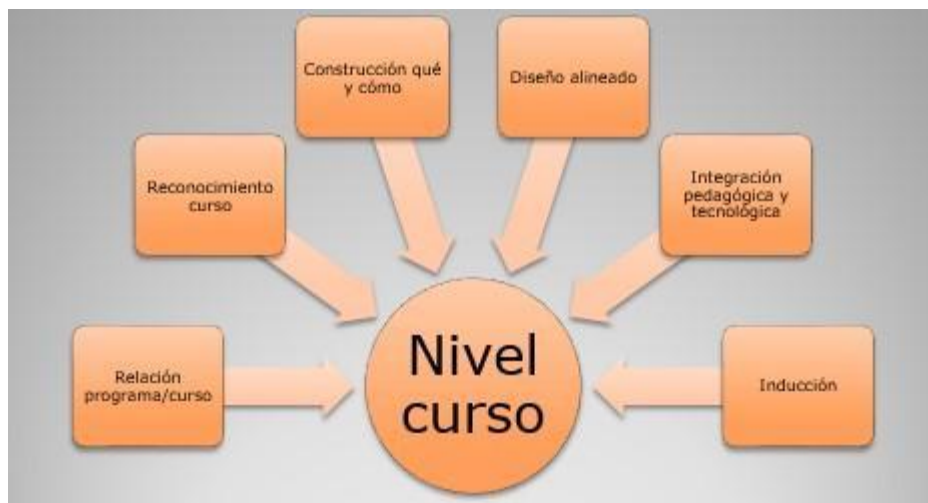 Construcción qué
y cómo
Diseño alineado
Reconocimiento
curso
Integración
pedagógica y
tecnológica
Nivel
curso
Relación
programa/curso
Inducción